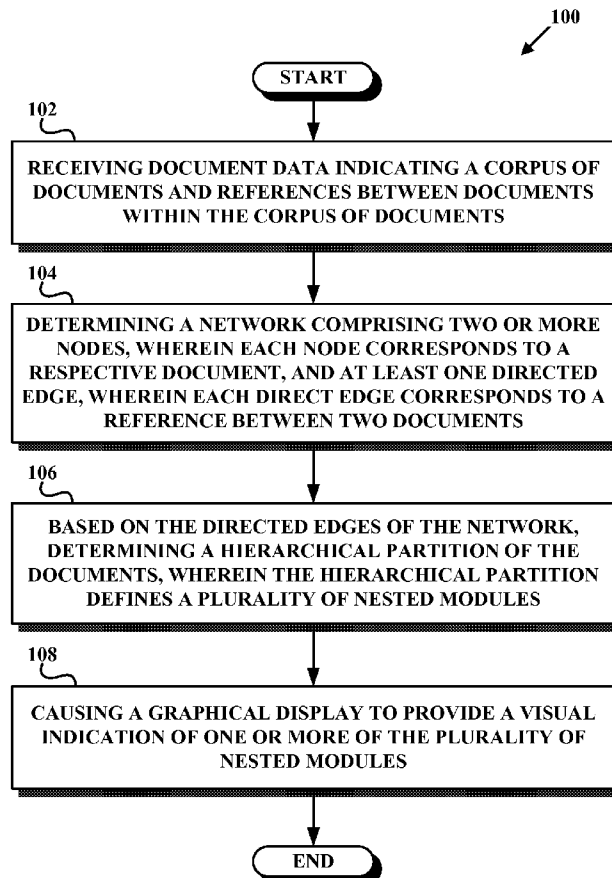 100
START
102
RECEIVING DOCUMENT DATA INDICATING A CORPUS OF
DOCUMENTS AND REFERENCES BETWEEN DOCUMENTS
WITHIN THE CORPUS OF DOCUMENTS
104
DETERMINING A NETWORK COMPRISING TWO OR MORE
NODES, WHEREIN EACH NODE CORRESPONDS TO A
RESPECTIVE DOCUMENT, AND AT LEAST ONE DIRECTED
EDGE, WHEREIN EACH DIRECT EDGE CORRESPONDS TO A
REFERENCE BETWEEN TWO DOCUMENTS
106
BASED ON THE DIRECTED EDGES OF THE NETWORK,
DETERMINING A HIERARCHICAL PARTITION OF THE
DOCUMENTS, WHEREIN THE HIERARCHICAL PARTITION
DEFINES A PLURALITY OF NESTED MODULES
108
CAUSING A GRAPHICAL DISPLAY TO PROVIDE A VISUAL
INDICATION OF ONE OR MORE OF THE PLURALITY OF
NESTED MODULES
END